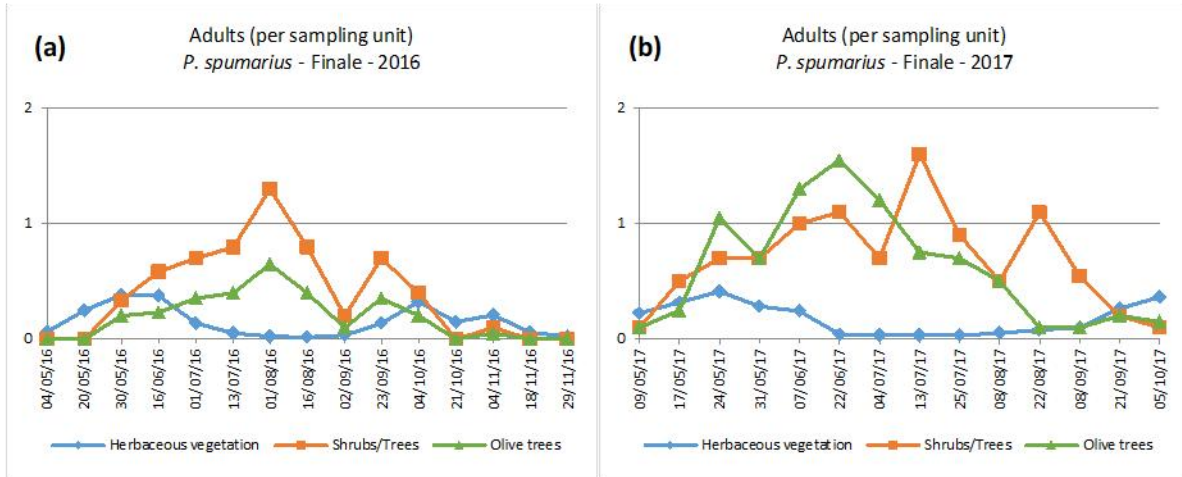 (a)
Adults (per sampling unit)
P. spumarius - Finale - 2016
2
1
0
04/05/16
20/05/16
30/05/16
16/06/16
01/07/16
13/07/16
01/08/16
16/08/16
02/09/16
23/09/16
04/10/16
21/10/16
04/11/16
18/11/16
29/11/16
Herbaceous vegetation
Shrubs/Trees
Olive trees
(b)
Adults (per sampling unit)
P. spumarius - Finale - 2017
2
1
0
09/05/17
17/05/17
24/05/17
31/05/17
07/06/17
22/06/17
04/07/17
13/07/17
25/07/17
08/08/17
22/08/17
08/09/17
21/09/17
05/10/17
Herbaceous vegetation
Shrubs/Trees
Olive trees